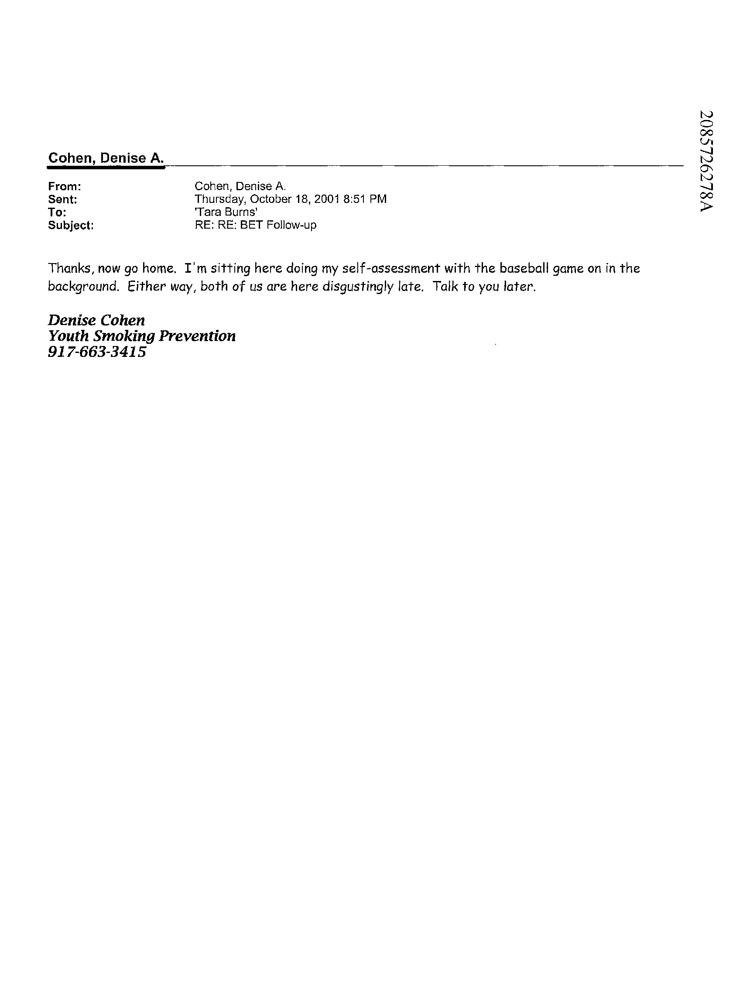 2085726278A
Cohen, Denise A.
From: Cohen, Denise A.
Sent: Thursday, October 18, 2001 8:51 PM
To: 'Tara Burns'
Subject: RE: RE: BET Follow-up
Thanks, now go home. I'm sitting here doing my self-assessment with the baseball game on in the
background. Either way, both of us are here disgustingly late. Talk to you later.
Denise Cohen
Youth Smoking Prevention
917-663-3415